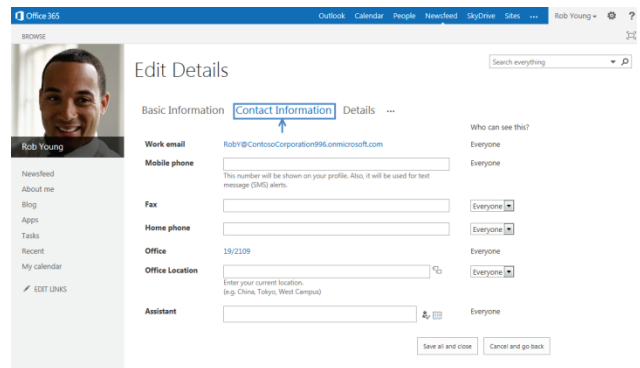 Office 365
Outlook Calendar People Newsfeed SkyDrive Sites ... Rob Young ?
BROWSE
Edit Details
Search everything
Basic Information Contact Information Details ...
Who can see this?
Rob Young
Work email RobY@ContosoCorporation996.onmicrosoft.com Everyone
Mobile phone Everyone
This number will be shown on your profile. Also, it will be used for text
message (SMS) alerts.
Newsfeed
About me
Blog
Apps
Tasks
Recent
My calendar
EDIT LINKS
Fax Everyone
Home phone Everyone
Office 19/2109 Everyone
Office Location Everyone
Enter your current location.
(e.g. China, Tokyo, West Campus)
Assistant Everyone
Save all and close Cancel and go back